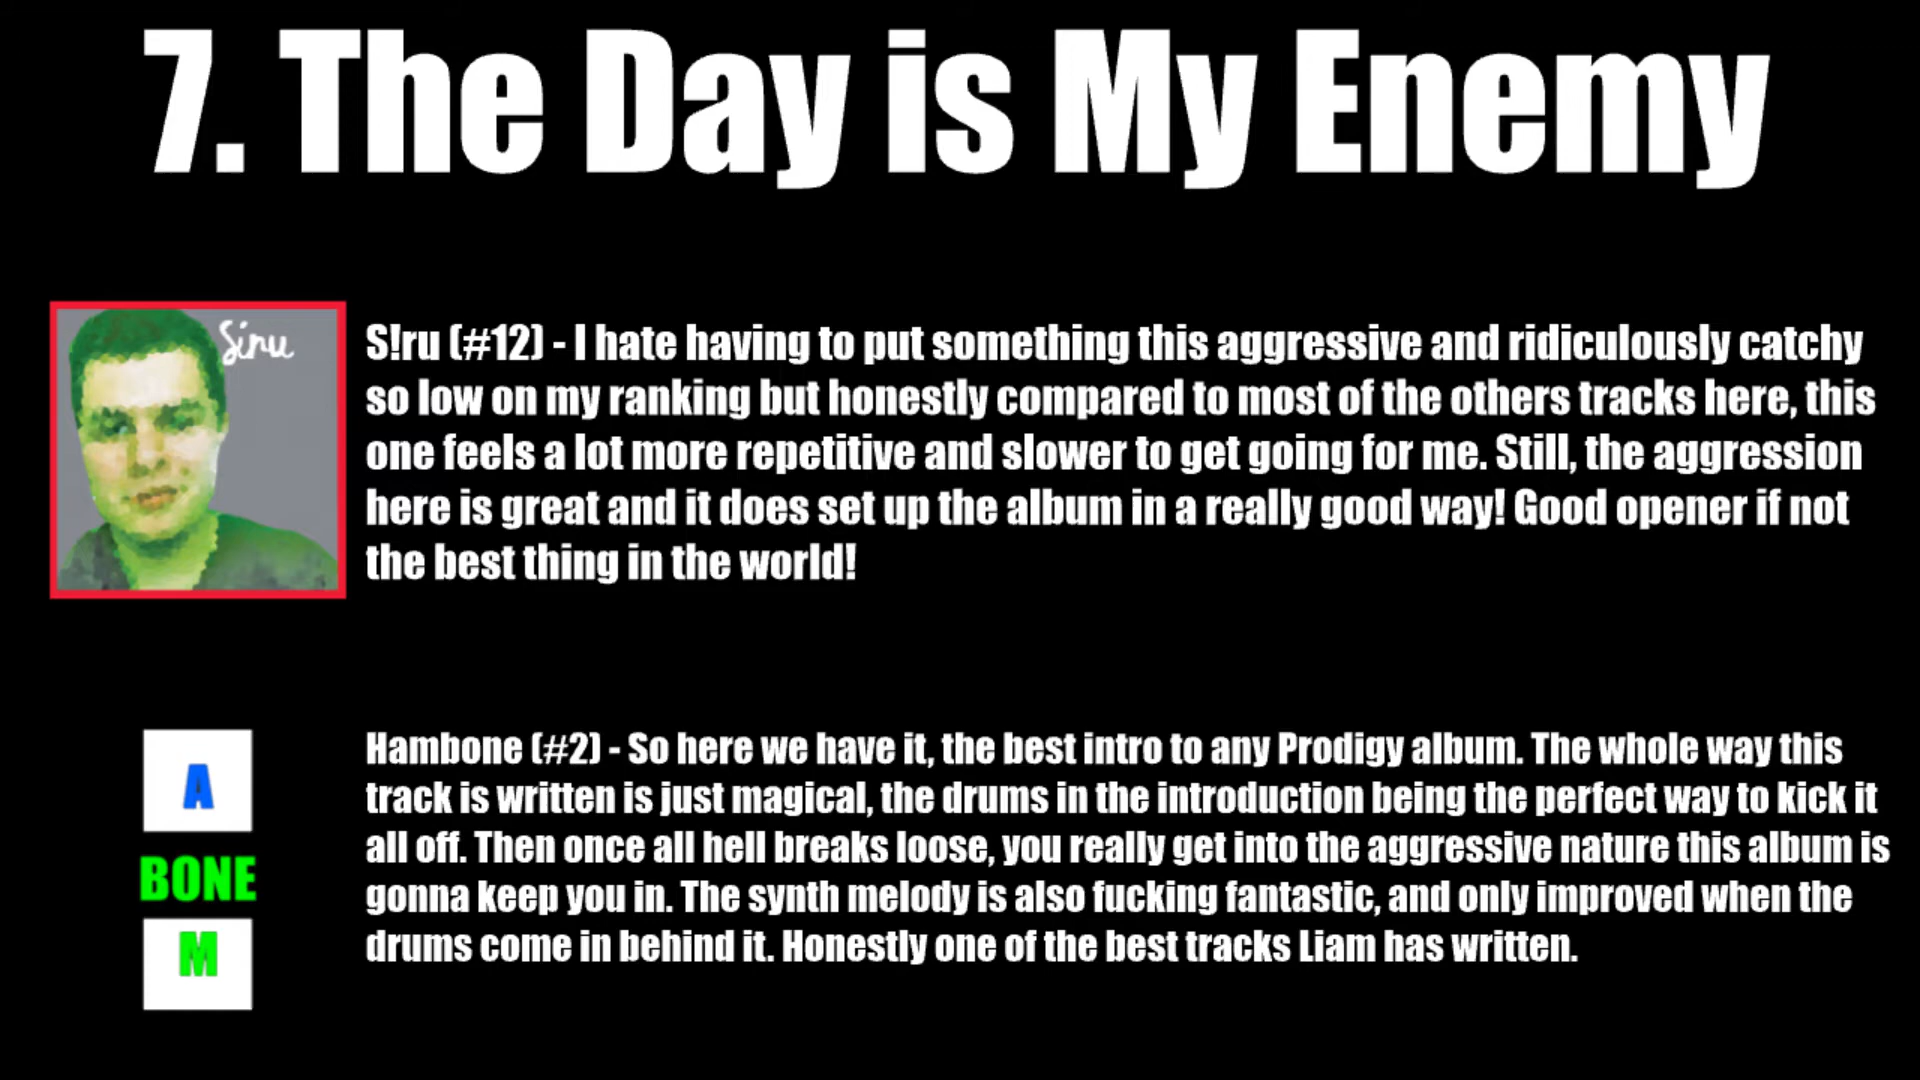 7. The Day is My Enemy
Siru
S!ru (#12) - I hate having to put something this aggressive and ridiculously catchy
so low on my ranking but honestly compared to most of the others tracks here, this
one feels a lot more repetitive and slower to get going for me. Still, the aggression
here is great and it does set up the album in a really good way! Good opener if not
the best thing in the world!
A
BONE
M
Hambone (#2) - So here we have it, the best intro to any Prodigy album. The whole way this
track is written is just magical, the drums in the introduction being the perfect way to kick it
all off. Then once all hell breaks loose, you really get into the aggressive nature this album is
gonna keep you in. The synth melody is also fucking fantastic, and only improved when the
drums come in behind it. Honestly one of the best tracks Liam has written.